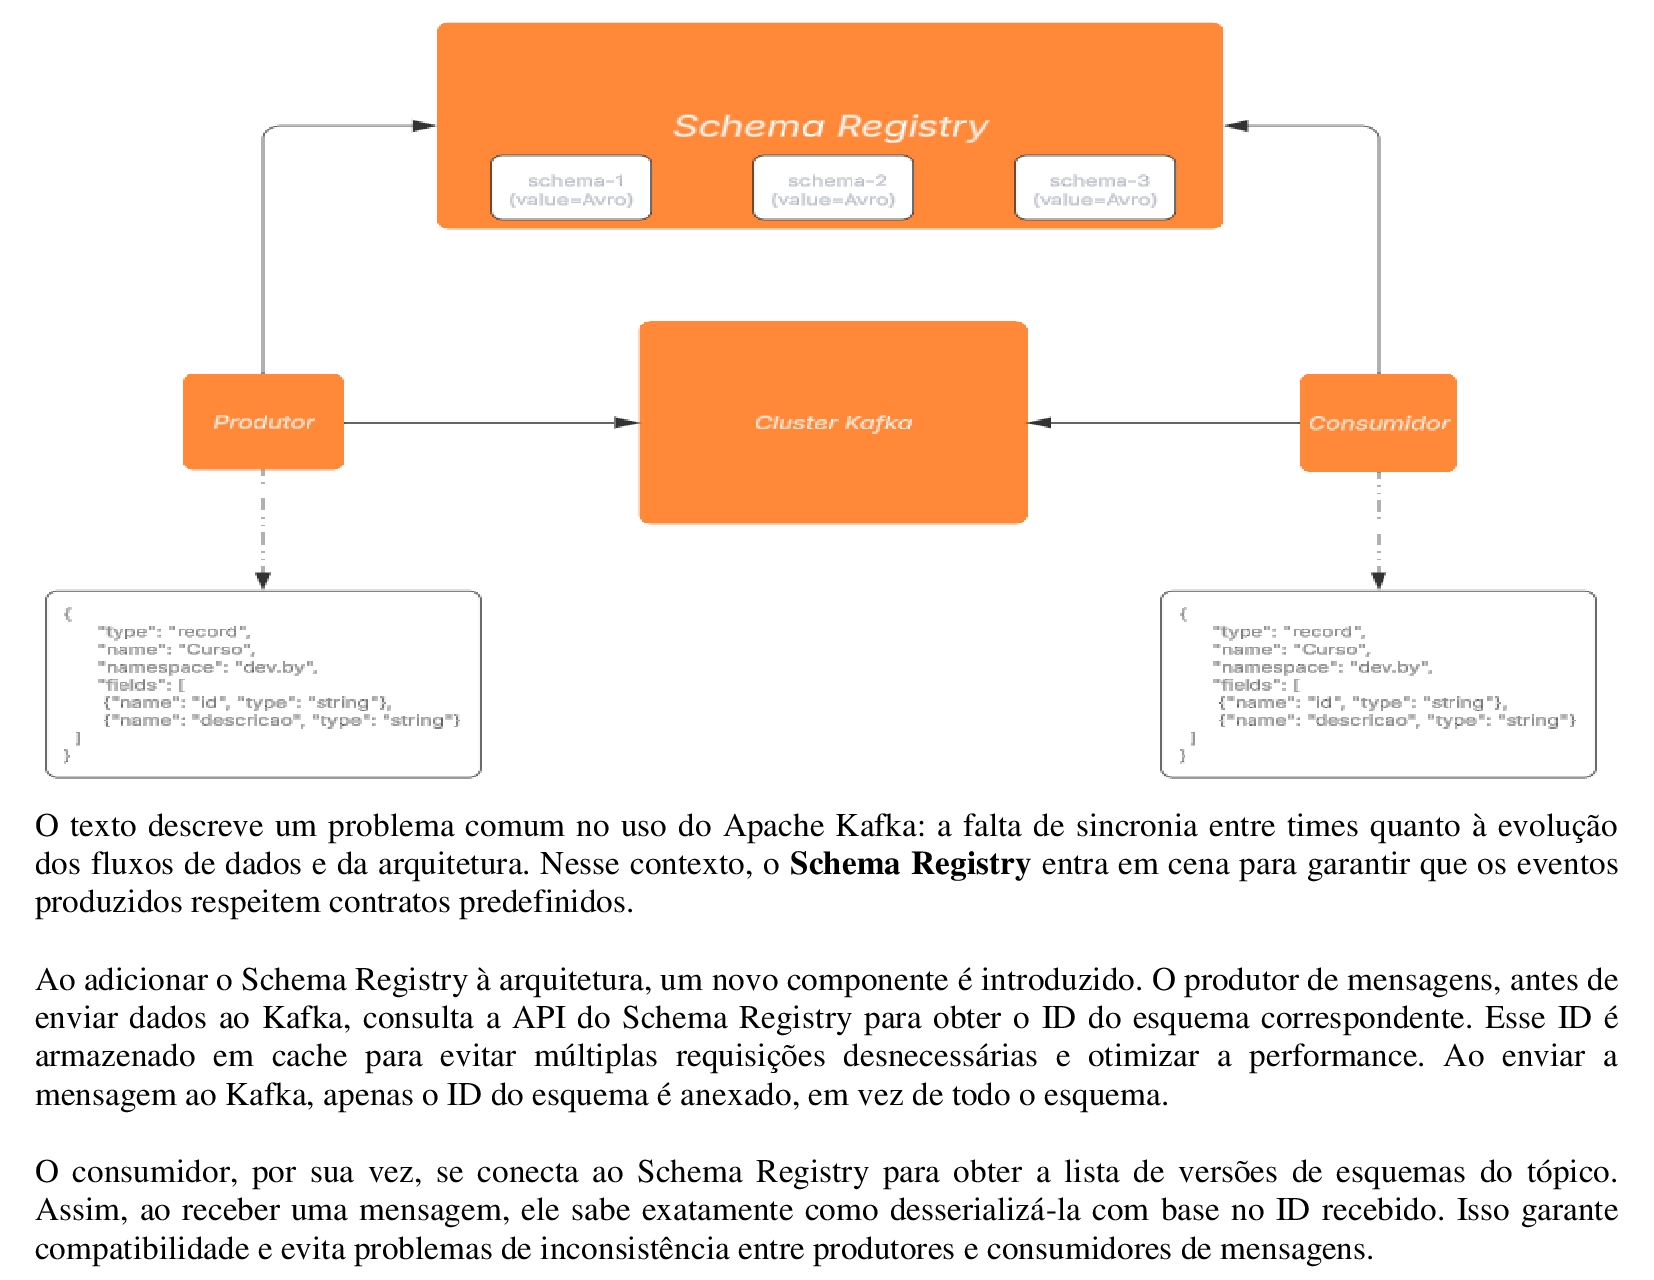 Schema Registry
schema-1
(value=Avro)
schema-2
(value=Avro)
schema-3
(value=Avro)
Produtor
Cluster Kafka
Consumidor
{
"type": "record",
"name": "Curso",
"namespace": "dev.by",
"fields": [
{"name": "id", "type": "string"},
{"name": "descricao", "type": "string"}
]
}
{
"type": "record",
"name": "Curso",
"namespace": "dev.by",
"fields": [
{"name": "id", "type": "string"},
{"name": "descricao", "type": "string"}
]
}
O texto descreve um problema comum no uso do Apache Kafka: a falta de sincronia entre times quanto à evolução
dos fluxos de dados e da arquitetura. Nesse contexto, o Schema Registry entra em cena para garantir que os eventos
produzidos respeitem contratos predefinidos.
Ao adicionar o Schema Registry à arquitetura, um novo componente é introduzido. O produtor de mensagens, antes de
enviar dados ao Kafka, consulta a API do Schema Registry para obter o ID do esquema correspondente. Esse ID é
armazenado em cache para evitar múltiplas requisições desnecessárias e otimizar a performance. Ao enviar a
mensagem ao Kafka, apenas o ID do esquema é anexado, em vez de todo o esquema.
O consumidor, por sua vez, se conecta ao Schema Registry para obter a lista de versões de esquemas do tópico.
Assim, ao receber uma mensagem, ele sabe exatamente como desserializá-la com base no ID recebido. Isso garante
compatibilidade e evita problemas de inconsistência entre produtores e consumidores de mensagens.